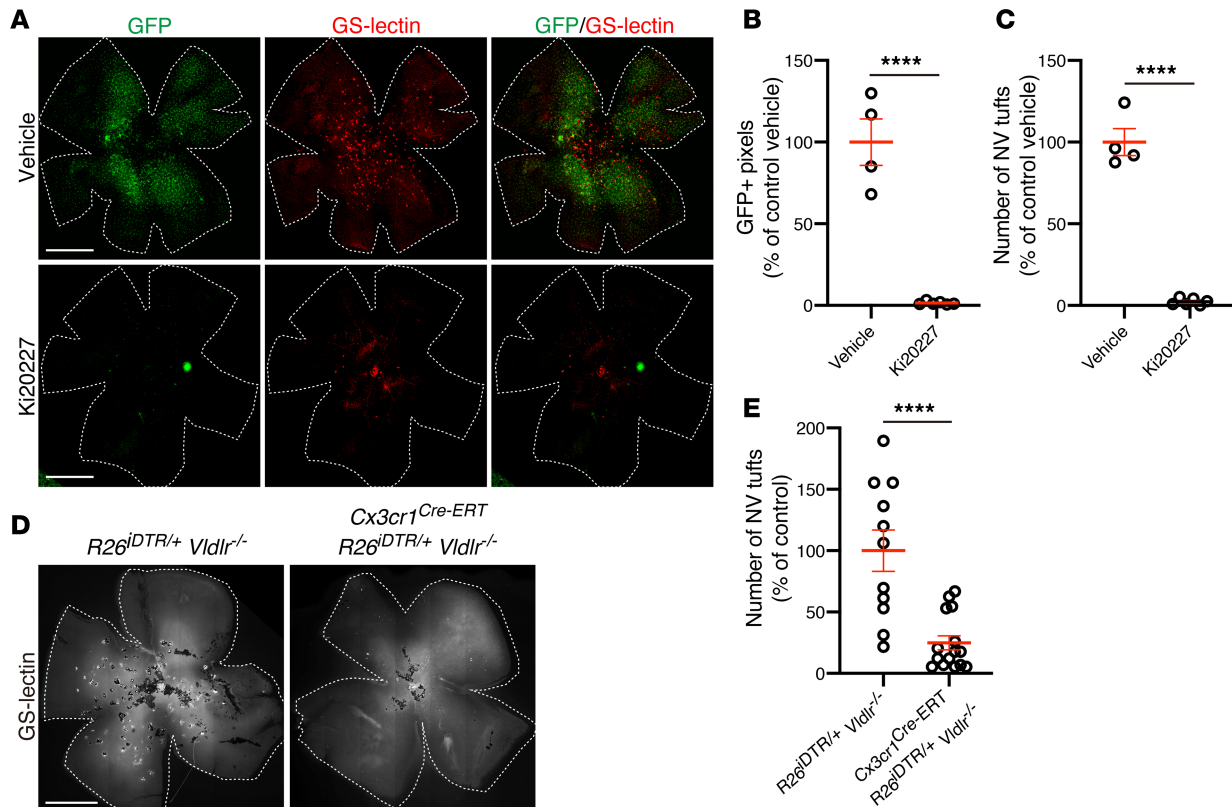 A
GFP
GS-lectin
GFP/GS-lectin
Vehicle
Ki20227
B
GFP+ pixels
(% of control vehicle)
150
100
50
0
****
Vehicle
Ki20227
C
Number of NV tufts
(% of control vehicle)
150
100
50
0
****
Vehicle
Ki20227
D
R26iDTR/+ Vldlr-/-
Cx3cr1Cre-ERT
R26iDTR/+ Vldlr-/-
GS-lectin
E
Number of NV tufts
(% of control)
200
150
100
50
0
****
R26iDTR/+ Vldlr-/-
Cx3cr1Cre-ERT
R26iDTR/+ Vldlr-/-